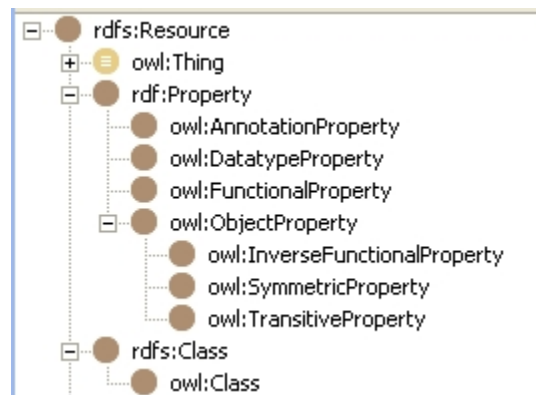 rdfs:Resource
owl:Thing
rdf:Property
owl:AnnotationProperty
owl:DatatypeProperty
owl:FunctionalProperty
owl:ObjectProperty
owl:InverseFunctionalProperty
owl:SymmetricProperty
owl:TransitiveProperty
rdfs:Class
owl:Class